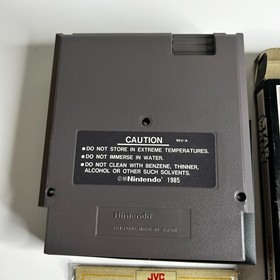 CAUTION REV-A
• DO NOT STORE IN EXTREME TEMPERATURES.
• DO NOT IMMERSE IN WATER.
• DO NOT CLEAN WITH BENZENE, THINNER,
ALCOHOL OR OTHER SUCH SOLVENTS.
©®Nintendo 1985
Nintendo
JVC